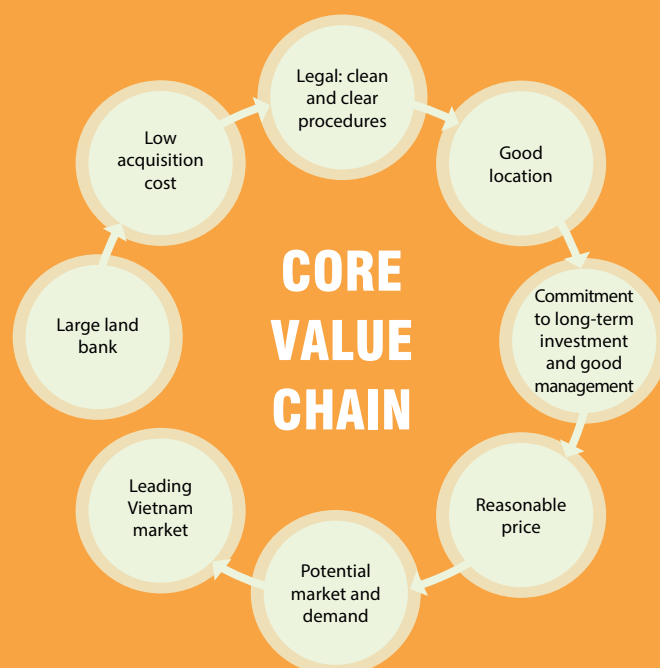 CORE
VALUE
CHAIN
Large land
bank
Low
acquisition
cost
Legal: clean
and clear
procedures
Good
location
Commitment
to long-term
investment
and good
management
Reasonable
price
Potential
market and
demand
Leading
Vietnam
market